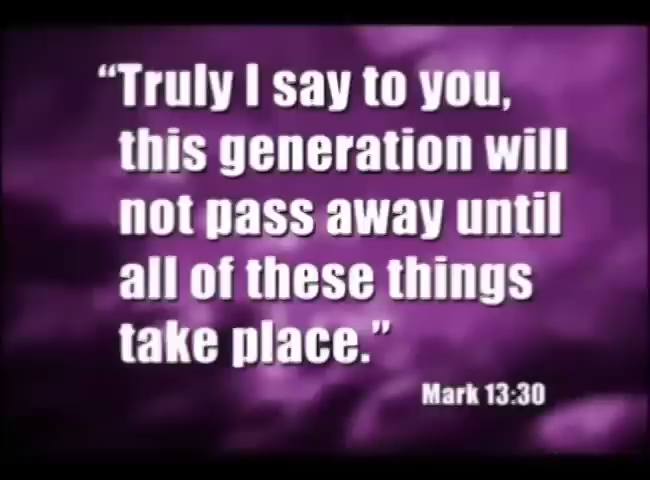 “Truly I say to you,
this generation will
not pass away until
all of these things
take place.”
Mark 13:30